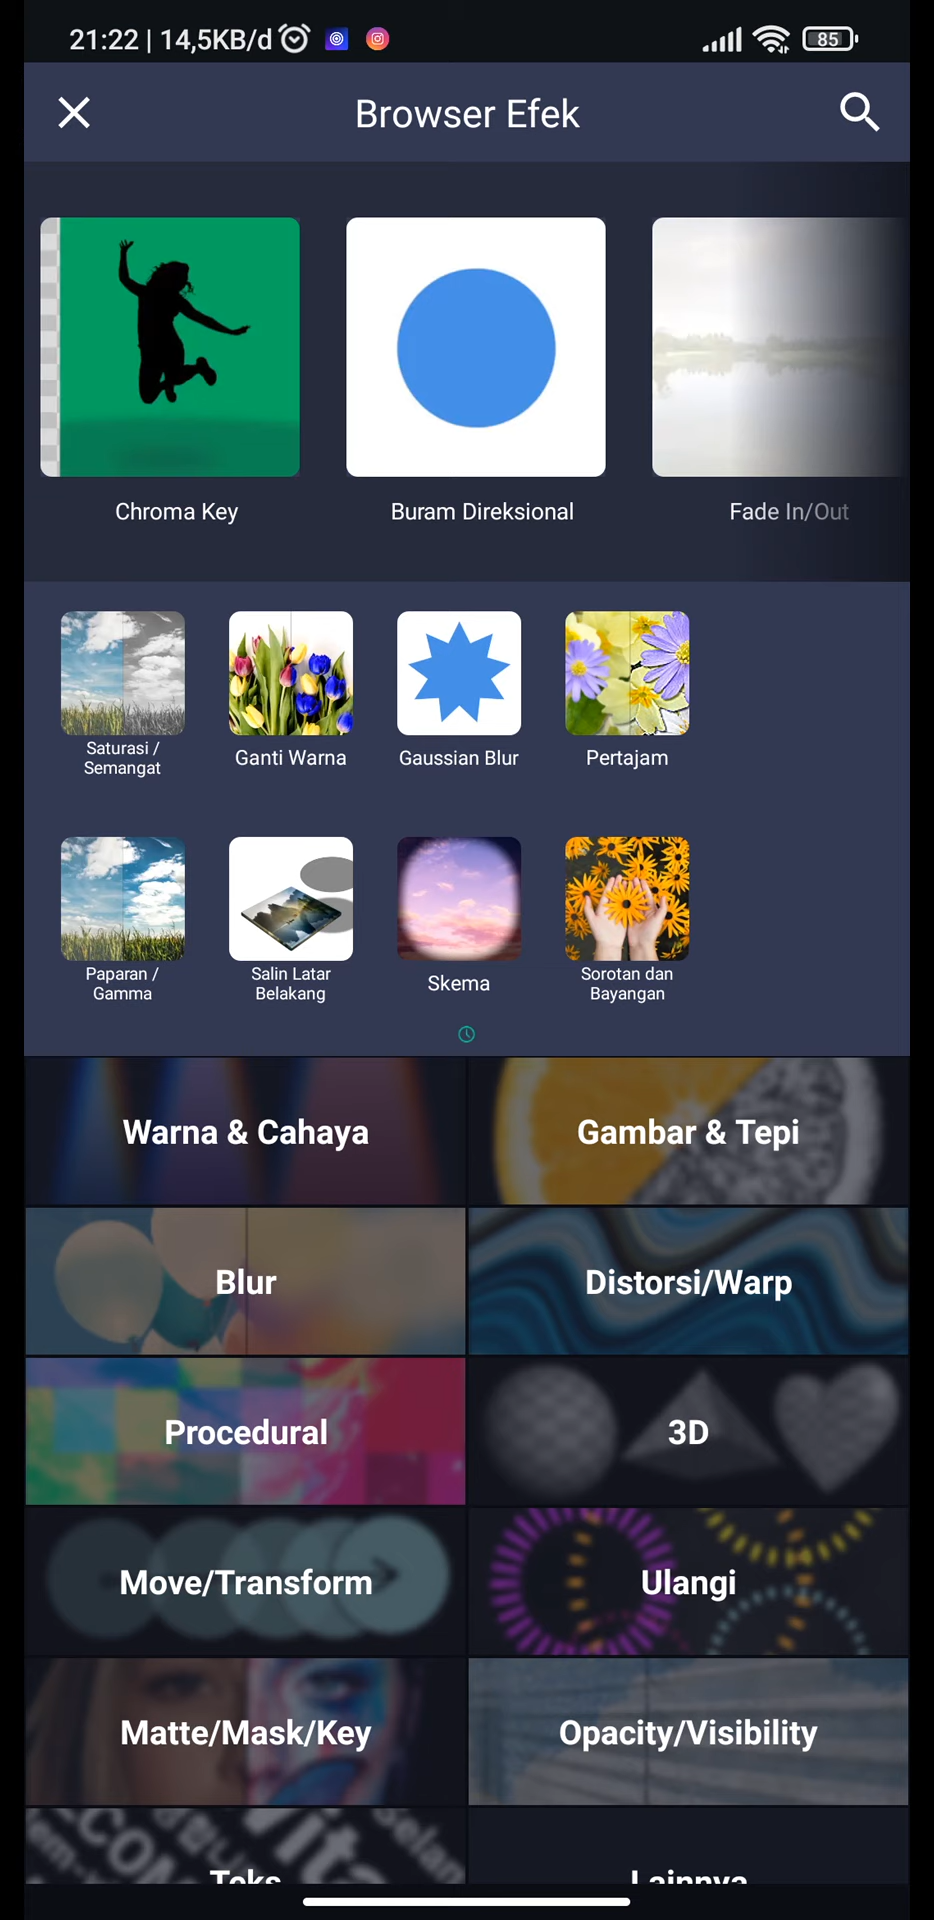 21:22 | 14,5KB/d
85
Browser Efek
Chroma Key
Buram Direksional
Fade In/Out
Saturasi /
Semangat
Ganti Warna
Gaussian Blur
Pertajam
Paparan /
Gamma
Salin Latar
Belakang
Skema
Sorotan dan
Bayangan
Warna & Cahaya
Gambar & Tepi
Blur
Distorsi/Warp
Procedural
3D
Move/Transform
Ulangi
Matte/Mask/Key
Opacity/Visibility
Teks
Lainnya